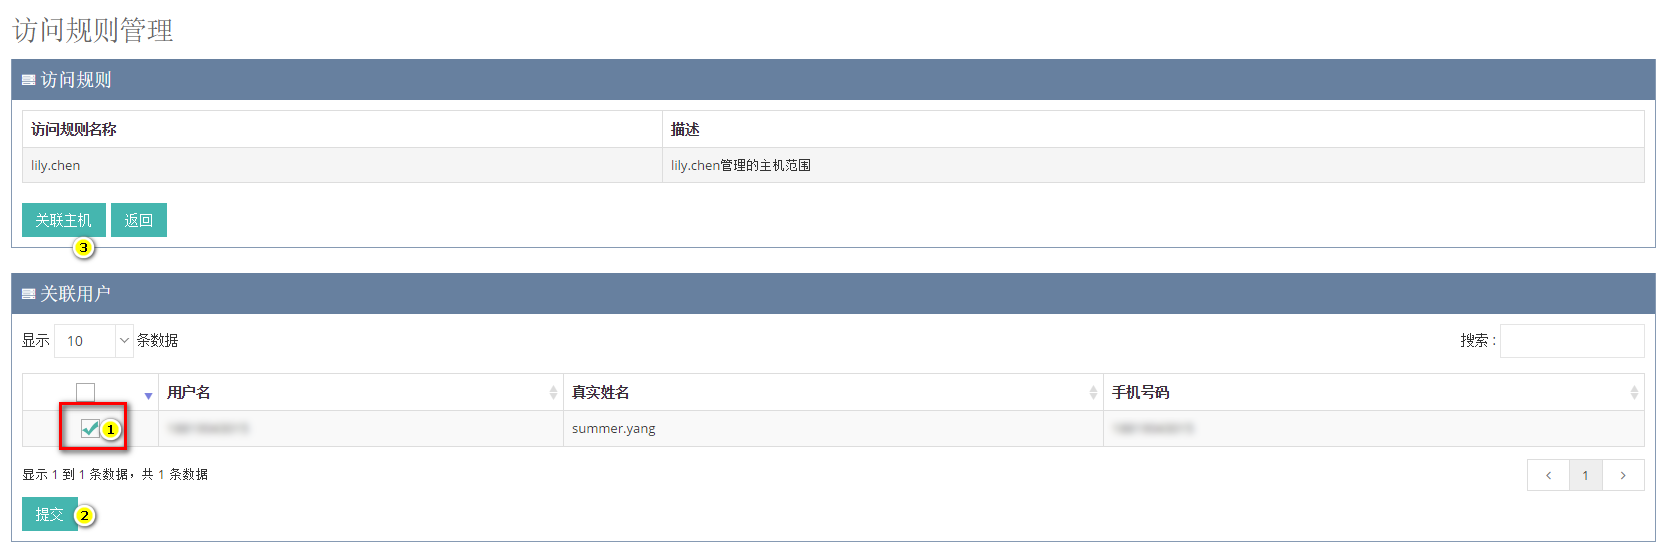 访问规则管理
访问规则
访问规则名称 描述
lily.chen lily.chen管理的主机范围
关联主机 返回
3
关联用户
显示 10 条数据 搜索 :
用户名 真实姓名 手机号码
1 summer.yang
显示 1 到 1 条数据，共 1 条数据 1
提交 2